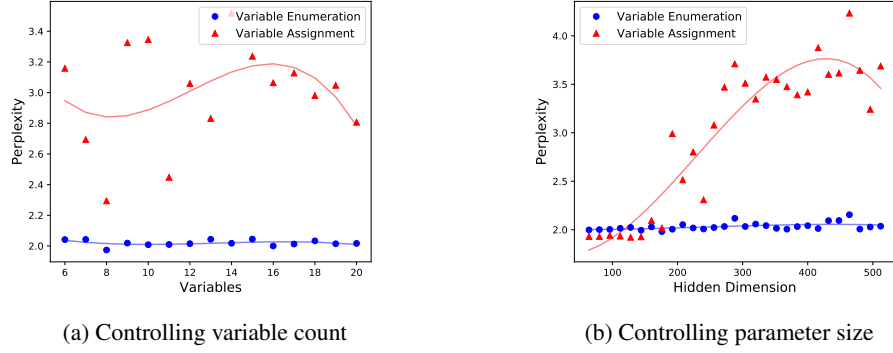 Variable Enumeration
Variable Assignment
3.4
3.2
3.0
2.8
2.6
2.4
2.2
2.0
Perplexity
6 8 10 12 14 16 18 20
Variables
(a) Controlling variable count
Variable Enumeration
Variable Assignment
4.0
3.5
3.0
2.5
2.0
Perplexity
100 200 300 400 500
Hidden Dimension
(b) Controlling parameter size